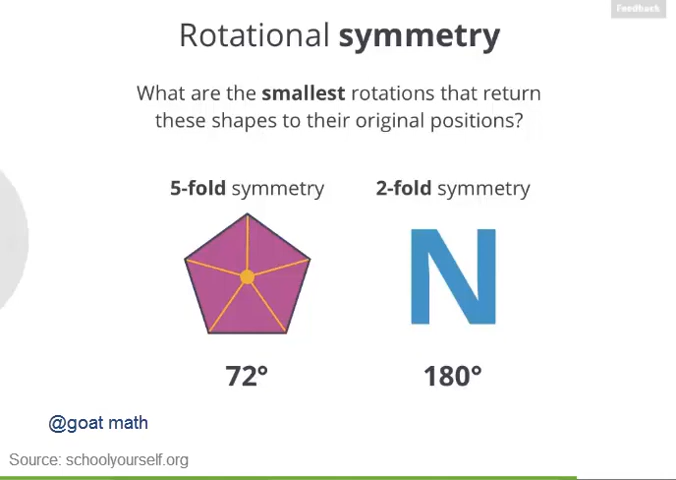 Feedback
Rotational symmetry
What are the smallest rotations that return
these shapes to their original positions?
5-fold symmetry
2-fold symmetry
N
72°
180°
@goat math
Source: schoolyourself.org